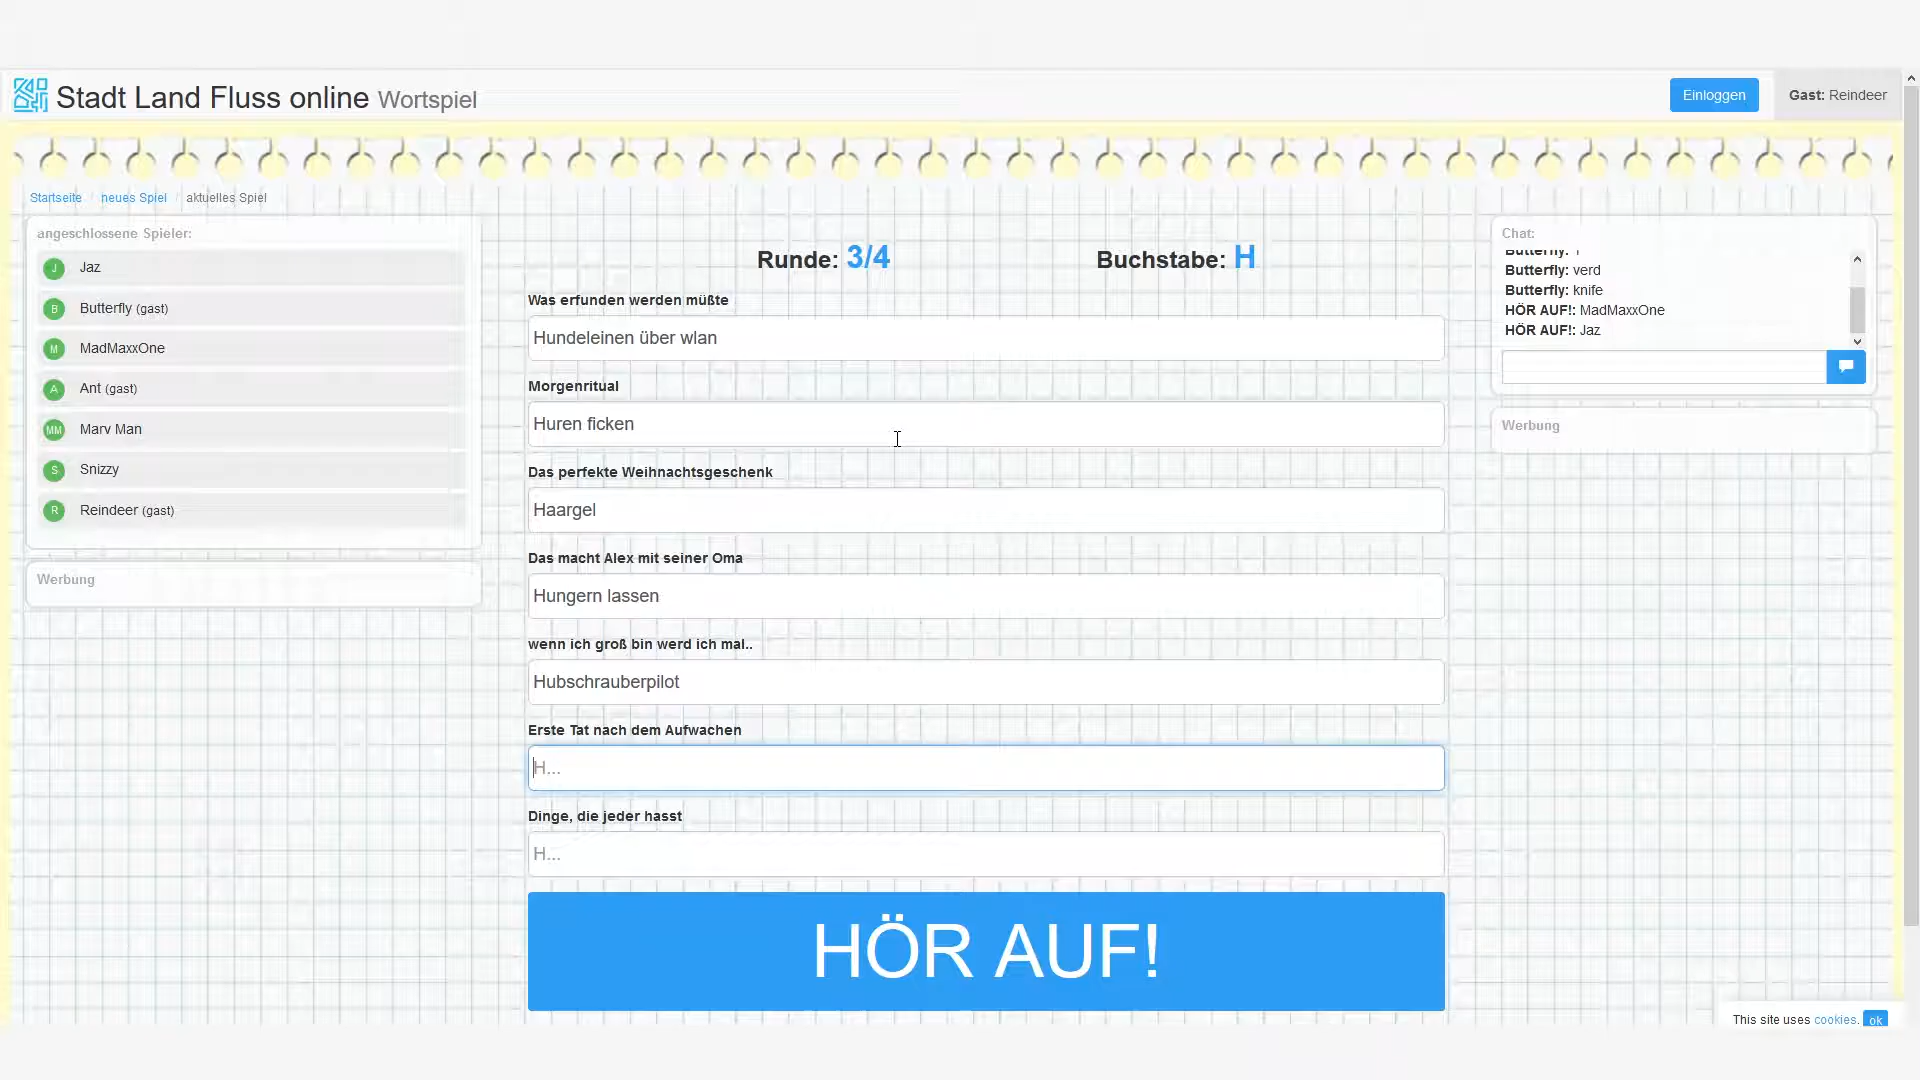 Stadt Land Fluss online Wortspiel
Einloggen
Gast: Reindeer
Startseite / neues Spiel / aktuelles Spiel
angeschlossene Spieler:
J Jaz
B Butterfly (gast)
M MadMaxxOne
A Ant (gast)
MM Marv Man
S Snizzy
R Reindeer (gast)
Werbung
Runde: 3/4
Buchstabe: H
Was erfunden werden müßte
Hundeleinen über wlan
Morgenritual
Huren ficken
Das perfekte Weihnachtsgeschenk
Haargel
Das macht Alex mit seiner Oma
Hungern lassen
wenn ich groß bin werd ich mal..
Hubschrauberpilot
Erste Tat nach dem Aufwachen
H...
Dinge, die jeder hasst
H...
HÖR AUF!
Chat:
Butterfly:
Butterfly: verd
Butterfly: knife
HÖR AUF!: MadMaxxOne
HÖR AUF!: Jaz
Werbung
This site uses cookies. ok